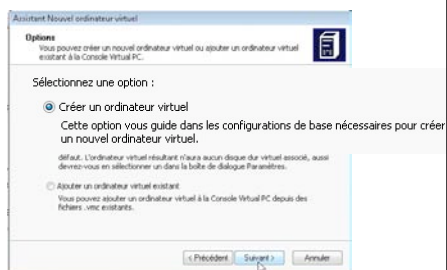 Assistant Nouvel ordinateur virtuel
Options
Vous pouvez créer un nouvel ordinateur virtuel ou ajouter un ordinateur virtuel
existant à la Console Virtual PC.
Sélectionnez une option :
Créer un ordinateur virtuel
Cette option vous guide dans les configurations de base nécessaires pour créer
un nouvel ordinateur virtuel.
défaut. L'ordinateur virtuel résultant n'aura aucun disque dur virtuel associé, aussi
devrez-vous en sélectionner un dans la boîte de dialogue Paramètres.
Ajouter un ordinateur virtuel existant
Vous pouvez ajouter un ordinateur virtuel à la Console Virtual PC depuis des
fichiers .vmc existants.
< Précédent Suivant > Annuler